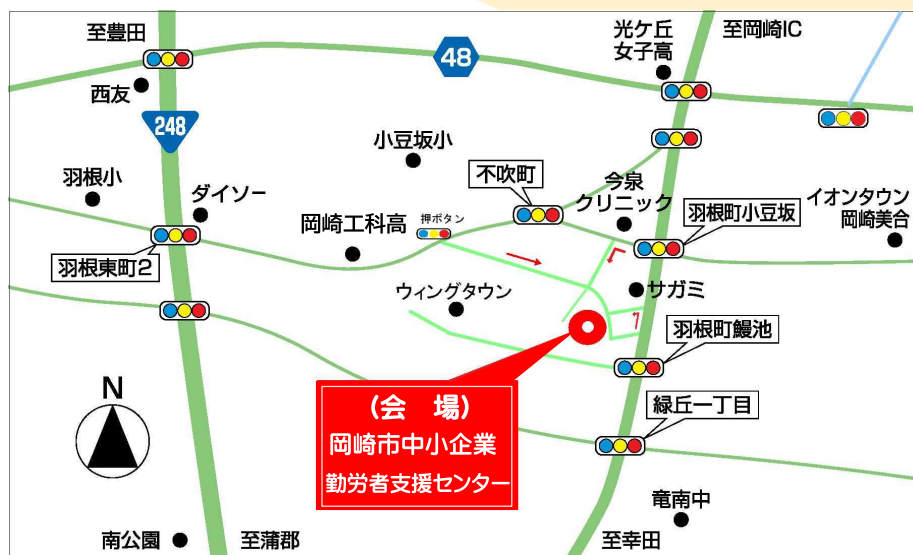 至豊田
48
光ケ丘
女子高
至岡崎IC
西友
248
小豆坂小
羽根小
ダイソー
不吹町
今泉
クリニック
イオンタウン
岡崎美合
岡崎工科高
押ボタン
羽根町小豆坂
羽根東町2
ウィングタウン
サガミ
羽根町鰻池
N
(会 場)
岡崎市中小企業
勤労者支援センター
緑丘一丁目
竜南中
南公園
至蒲郡
至幸田